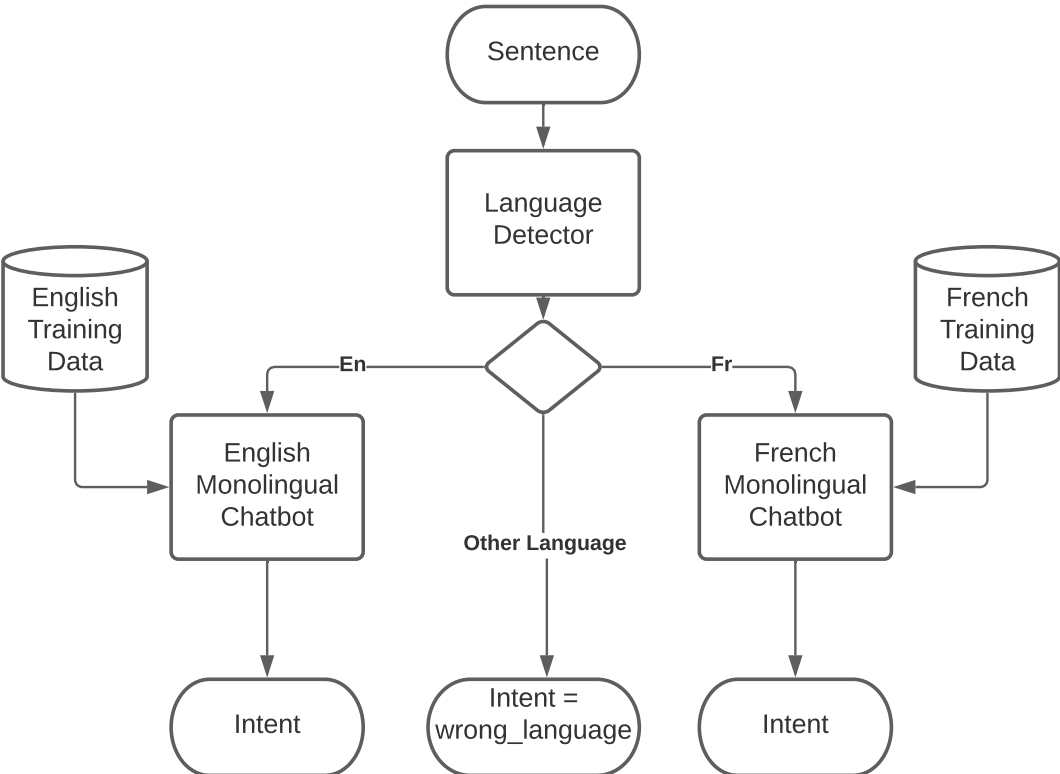 Sentence
Language
Detector
English
Training
Data
French
Training
Data
En
Fr
English
Monolingual
Chatbot
French
Monolingual
Chatbot
Other Language
Intent
Intent =
wrong_language
Intent